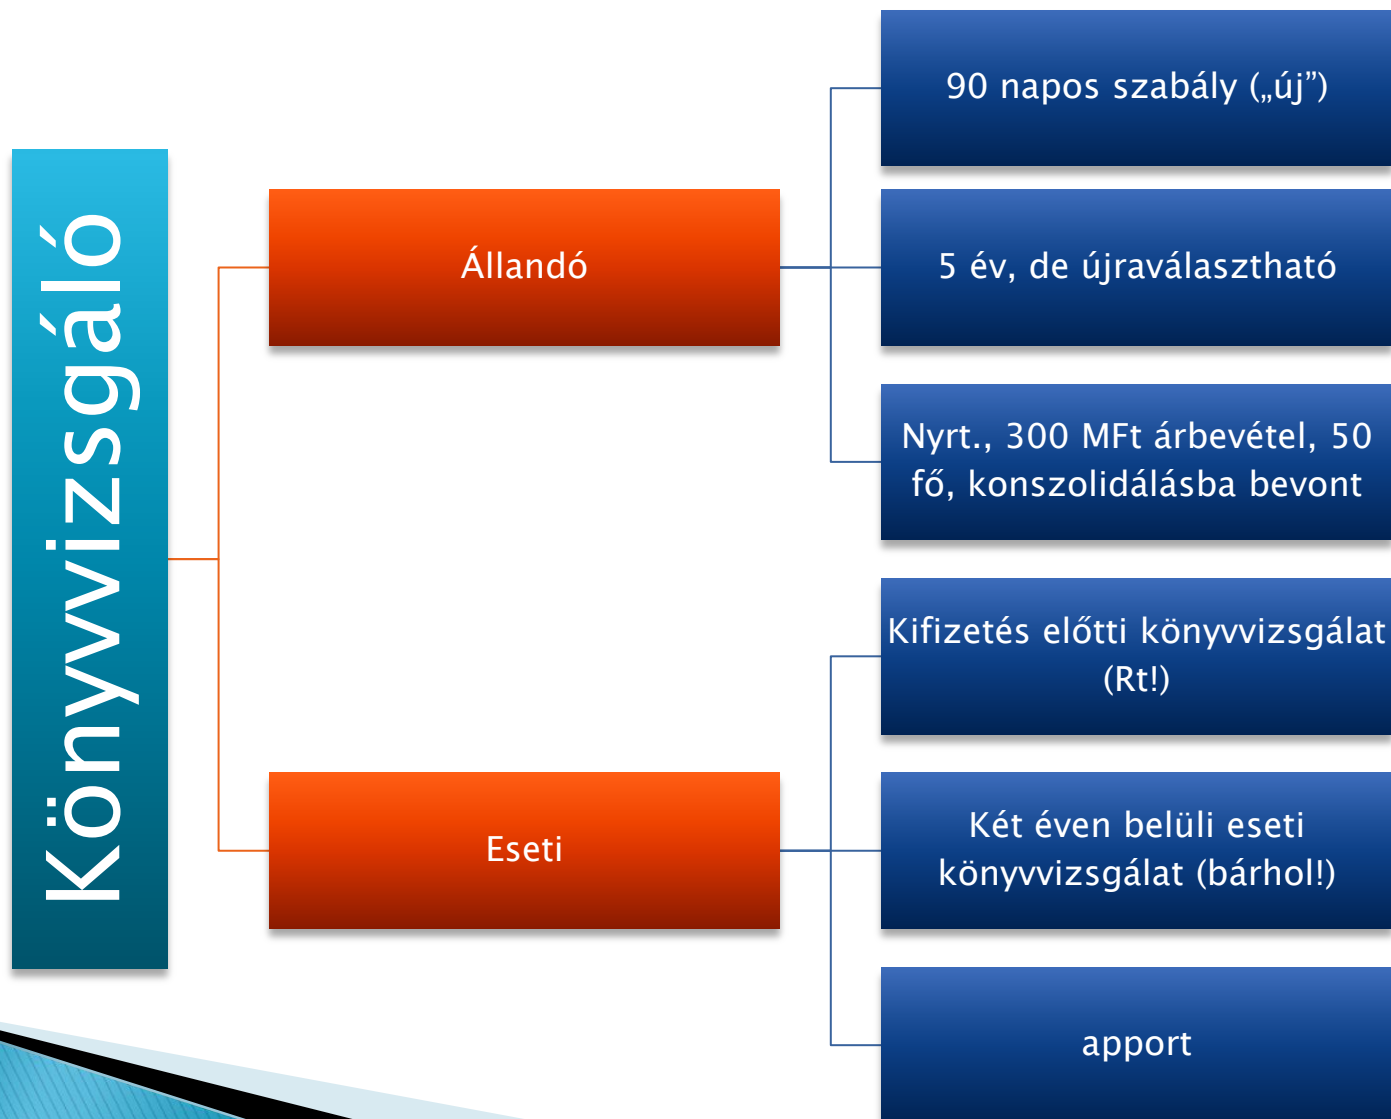 Könyvvizsgáló
Állandó
90 napos szabály („új”)
5 év, de újraválasztható
Nyrt., 300 MFt árbevétel, 50
fő, konszolidálásba bevont
Eseti
Kifizetés előtti könyvvizsgálat
(Rt!)
Két éven belüli eseti
könyvvizsgálat (bárhol!)
apport